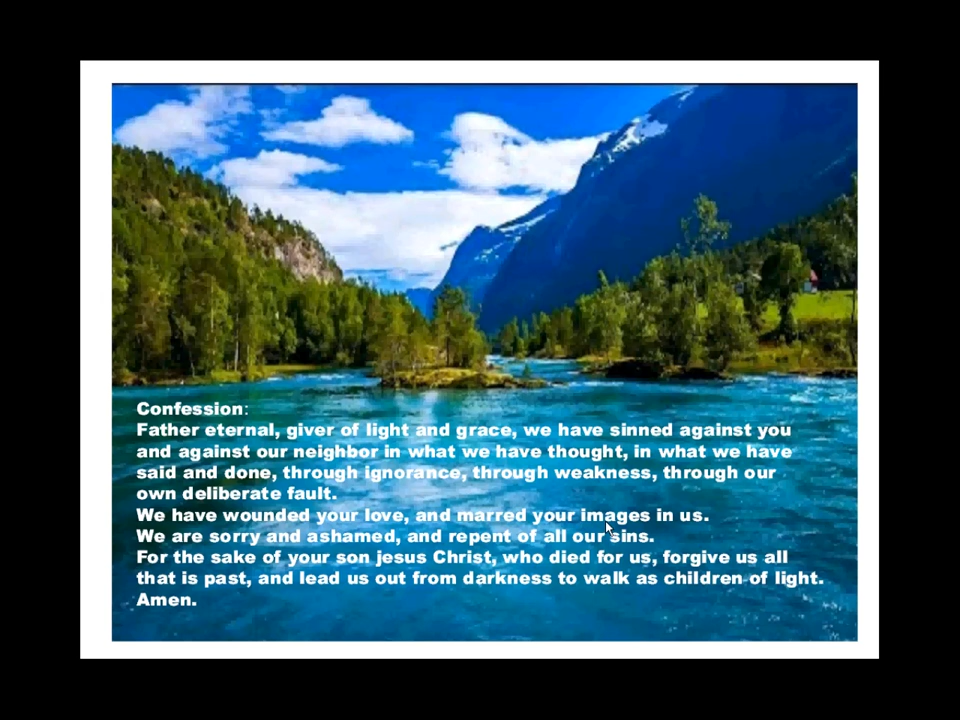 Confession:
Father eternal, giver of light and grace, we have sinned against you
and against our neighbor in what we have thought, in what we have
said and done, through ignorance, through weakness, through our
own deliberate fault.
We have wounded your love, and marred your images in us.
We are sorry and ashamed, and repent of all our sins.
For the sake of your son jesus Christ, who died for us, forgive us all
that is past, and lead us out from darkness to walk as children of light.
Amen.